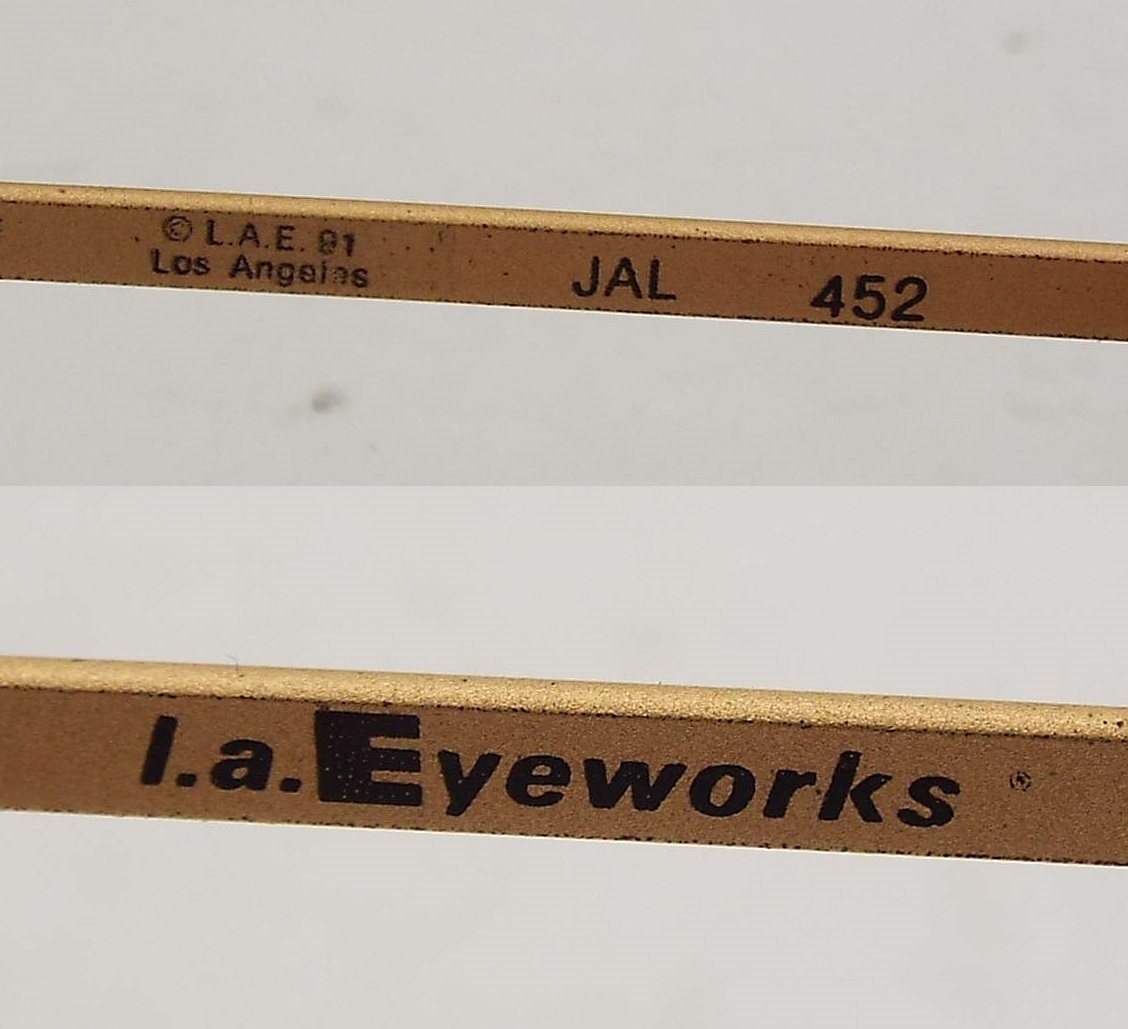 © L.A.E. 91
Los Angeles
JAL 452
l.a.Eyeworks ®